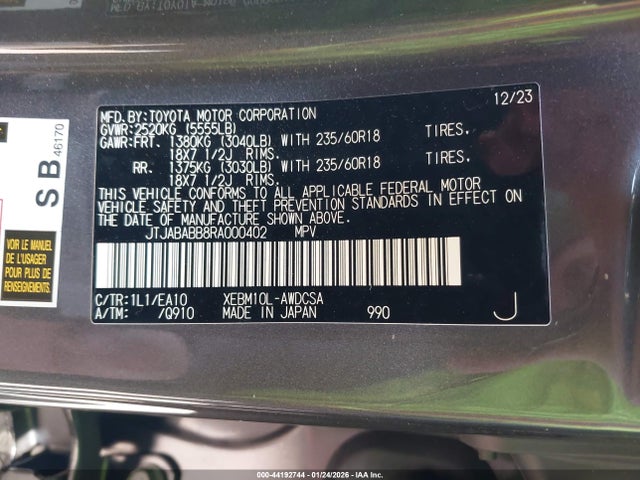 12/23
MFD. BY: TOYOTA MOTOR CORPORATION
GVWR: 2520KG (5555LB)
GAWR: FRT. 1380KG (3040LB) WITH 235/60R18 TIRES.
18X7 1/2J RIMS.
RR. 1375KG (3030LB) WITH 235/60R18 TIRES.
18X7 1/2J RIMS.
THIS VEHICLE CONFORMS TO ALL APPLICABLE FEDERAL MOTOR
VEHICLE SAFETY AND THEFT PREVENTION STANDARDS IN EFFECT ON
THE DATE OF MANUFACTURE SHOWN ABOVE.
JTJABABB8RA000402 MPV
C/TR: 1L1/EA10 XEBM10L-AWDCSA
A/TM: /Q910 MADE IN JAPAN 990 J
SB
46170
VOIR LE MANUEL
DE L'USAGER
POUR PLUS DE
RENSEIGNEMENTS
000-44192744 - 01/24/2026 - IAA Inc.